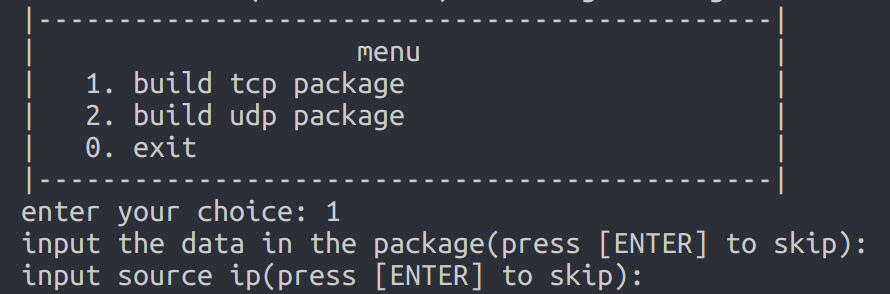 |----------------------------------------------|
|                    menu                      |
|   1. build tcp package                       |
|   2. build udp package                       |
|   0. exit                                    |
|----------------------------------------------|
enter your choice: 1
input the data in the package(press [ENTER] to skip):
input source ip(press [ENTER] to skip):